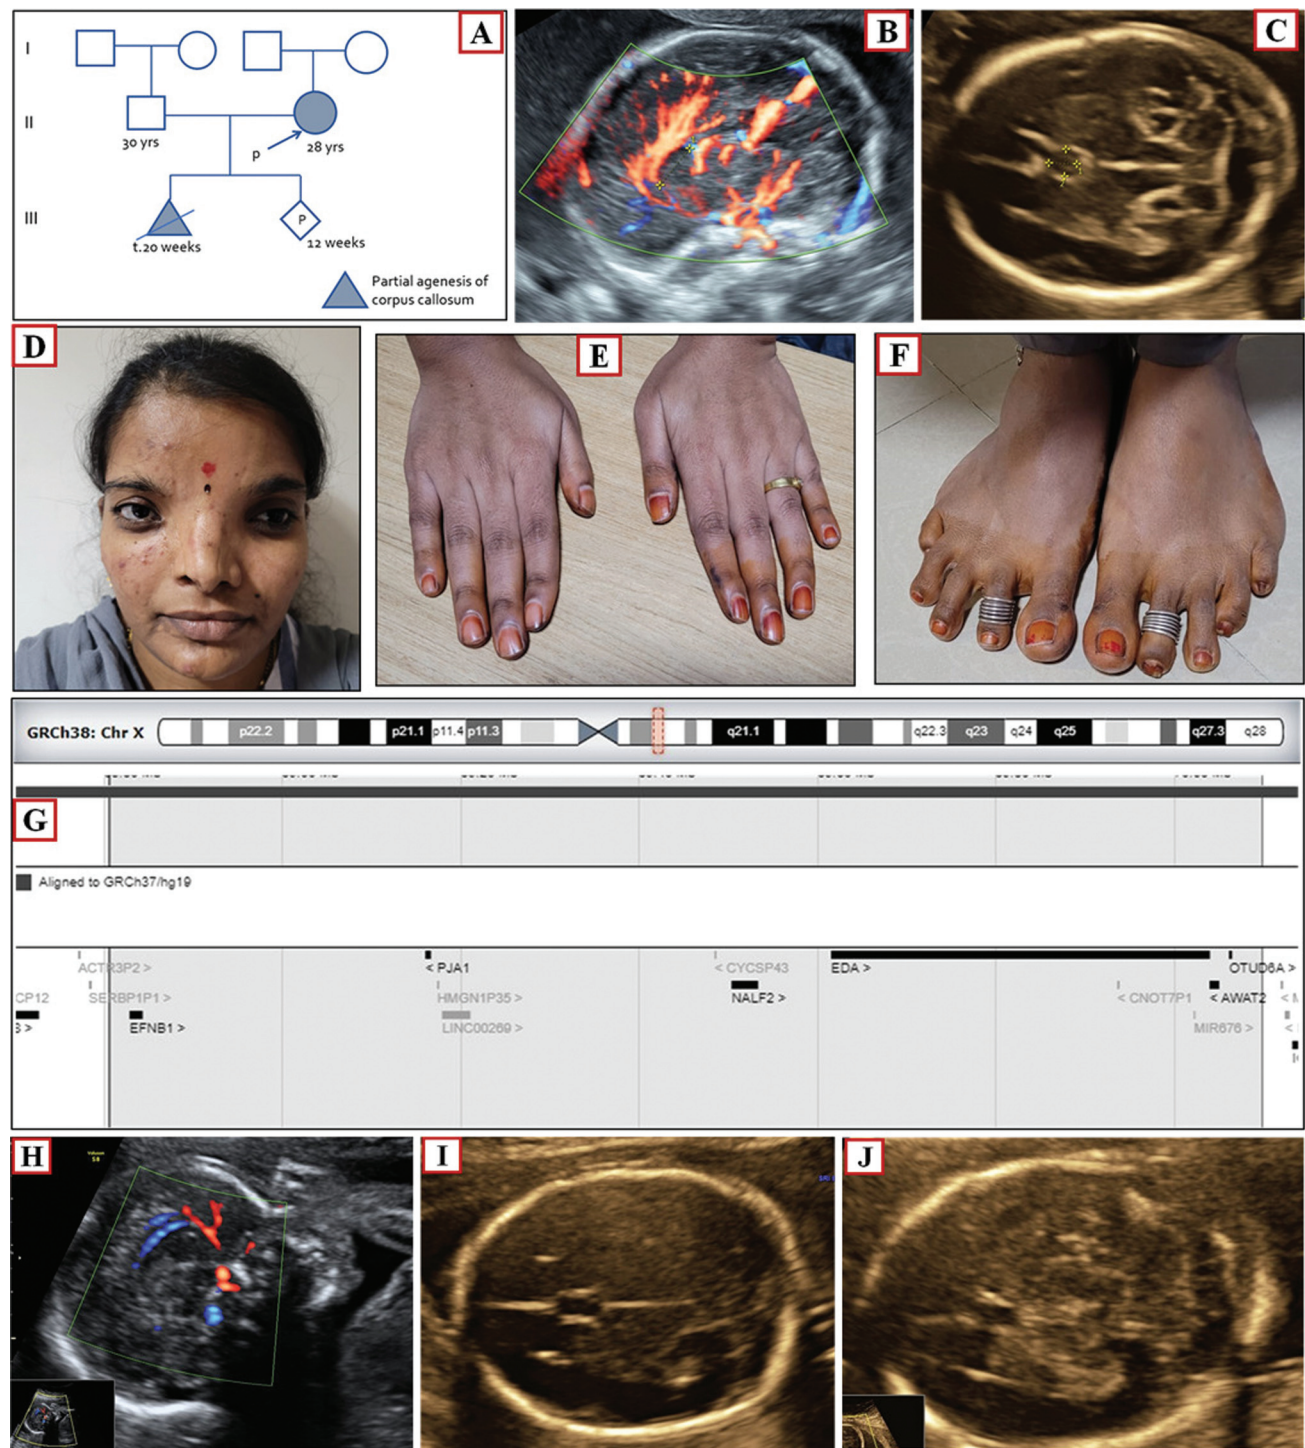 A
I
II
30 yrs
p
28 yrs
III
P
t.20 weeks
12 weeks
Partial agenesis of
corpus callosum
B
C
1
D
E
F
GRCh38: Chr X
p22.2 p21.1 p11.4 p11.3 q21.1 q22.3 q23 q24 q25 q27.3 q28
G
Aligned to GRCh37/hg19
ACTR3P2 > < PJA1 < CYCSP43 EDA > OTUD6A >
CP12 SERBP1P1 > HMGN1P35 > NALF2 > < CNOT7P1 < AWAT2
EFNB1 > LINC00269 > MIR676 >
H
I
J